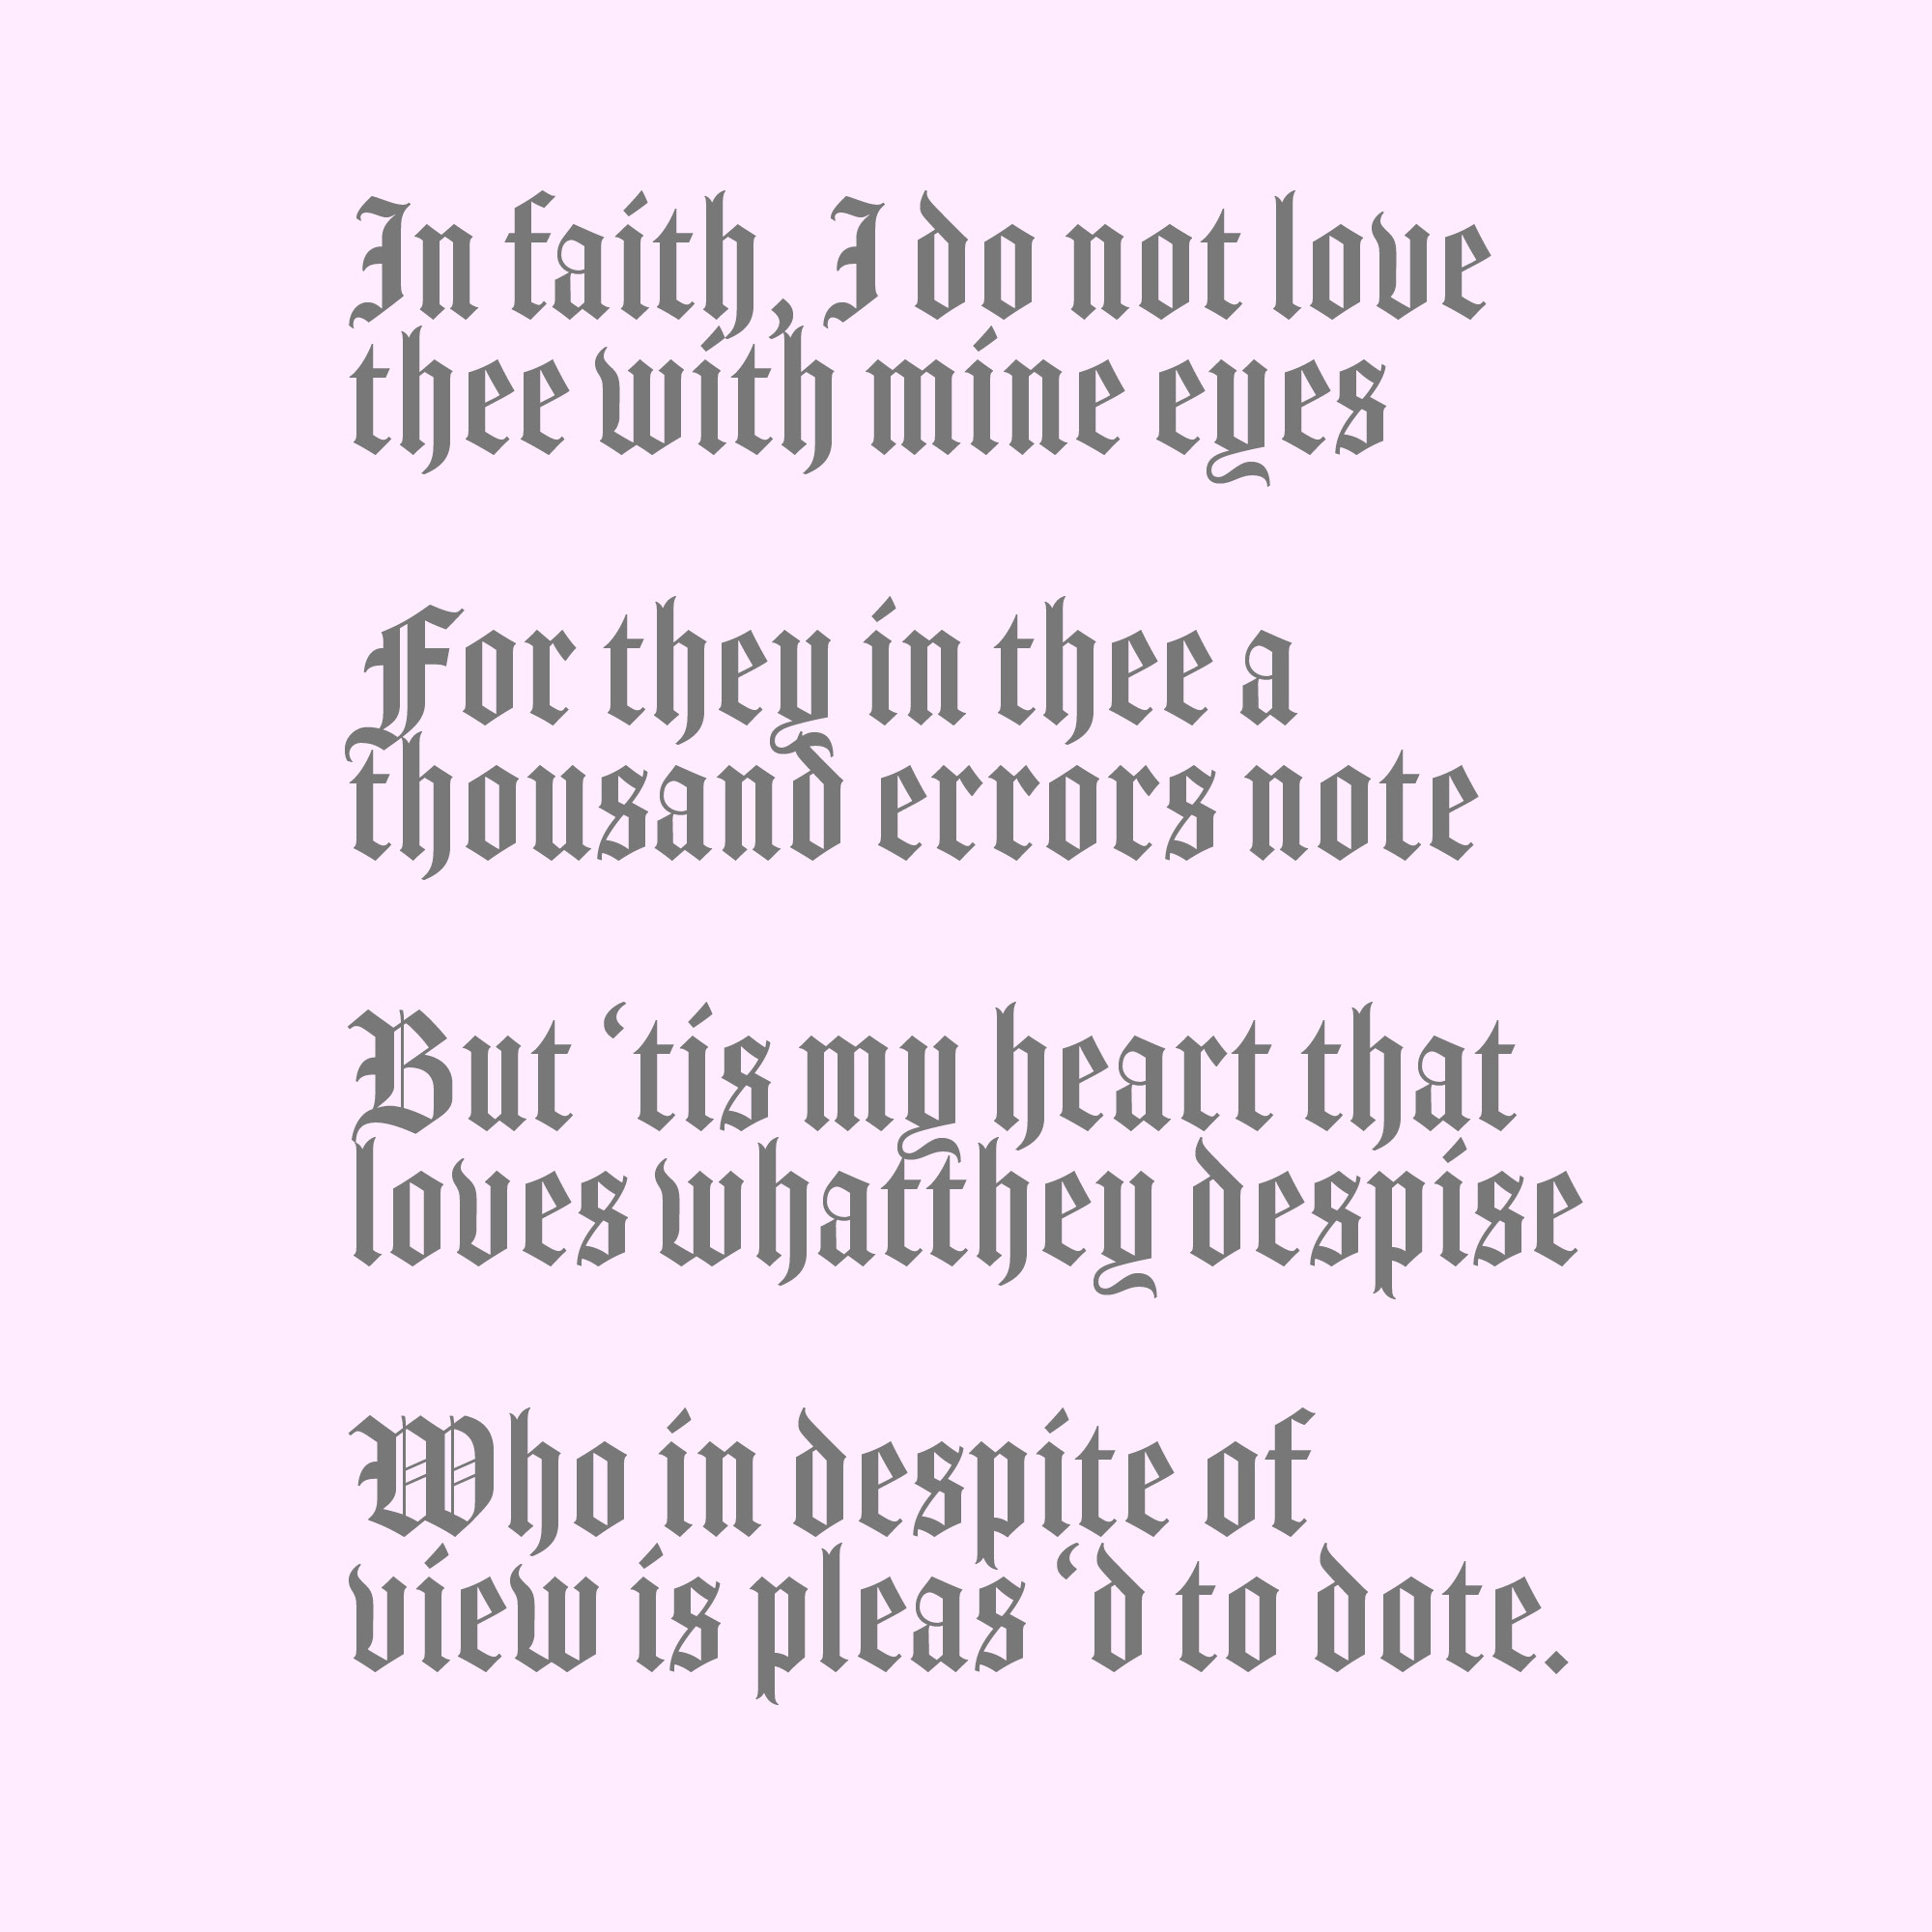 In faith, I do not love
thee with mine eyes
For they in thee a
thousand errors note
But ‘tis my heart that
loves whatthey despise
Who in despite of
view is pleas ‘d to dote.